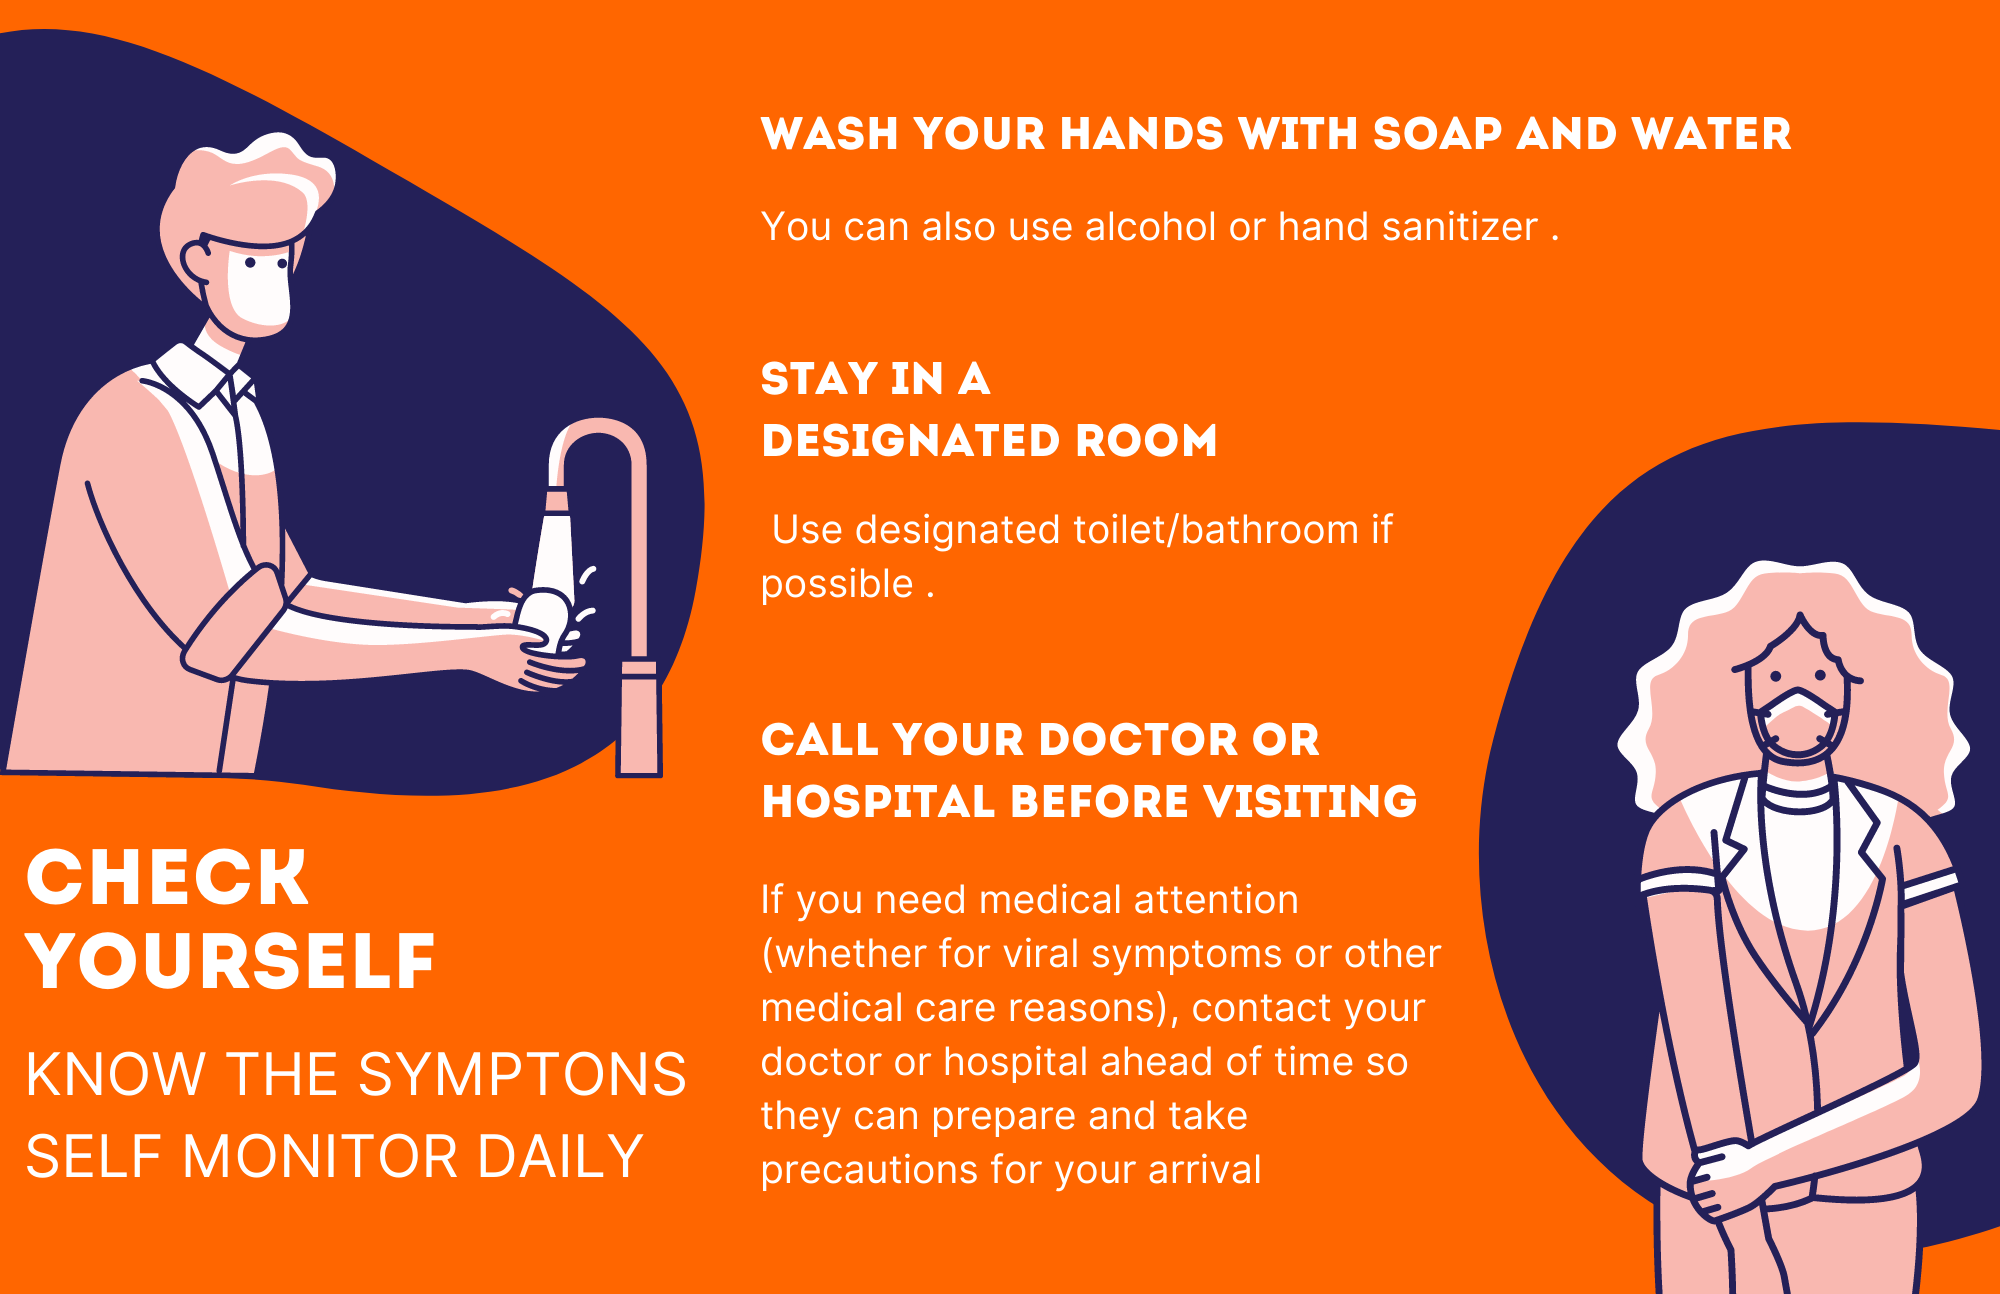 WASH YOUR HANDS WITH SOAP AND WATER
You can also use alcohol or hand sanitizer .
STAY IN A
DESIGNATED ROOM
Use designated toilet/bathroom if
possible .
CALL YOUR DOCTOR OR
HOSPITAL BEFORE VISITING
If you need medical attention
(whether for viral symptoms or other
medical care reasons), contact your
doctor or hospital ahead of time so
they can prepare and take
precautions for your arrival
CHECK
YOURSELF
KNOW THE SYMPTONS
SELF MONITOR DAILY